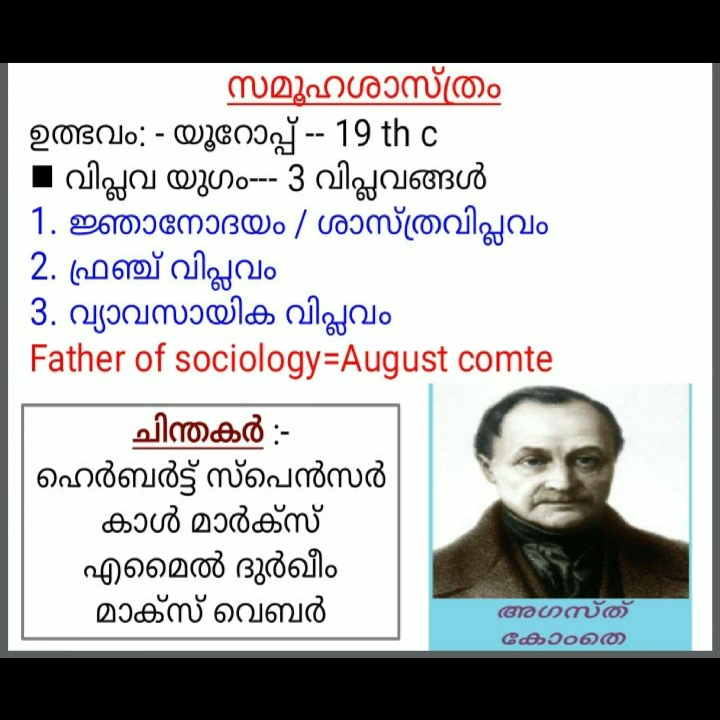 സമൂഹശാസ്ത്രം
ഉത്ഭവം: - യൂറോപ്പ് -- 19 th c
■ വിപ്ലവ യുഗം--- 3 വിപ്ലവങ്ങൾ
1. ജ്ഞാനോദയം / ശാസ്ത്രവിപ്ലവം
2. ഫ്രഞ്ച് വിപ്ലവം
3. വ്യാവസായിക വിപ്ലവം
Father of sociology=August comte
ചിന്തകർ :-
ഹെർബർട്ട് സ്പെൻസർ
കാൾ മാർക്സ്
എമൈൽ ദുർഖീം
മാക്സ് വെബർ
അഗസ്ത്
കോംതെ